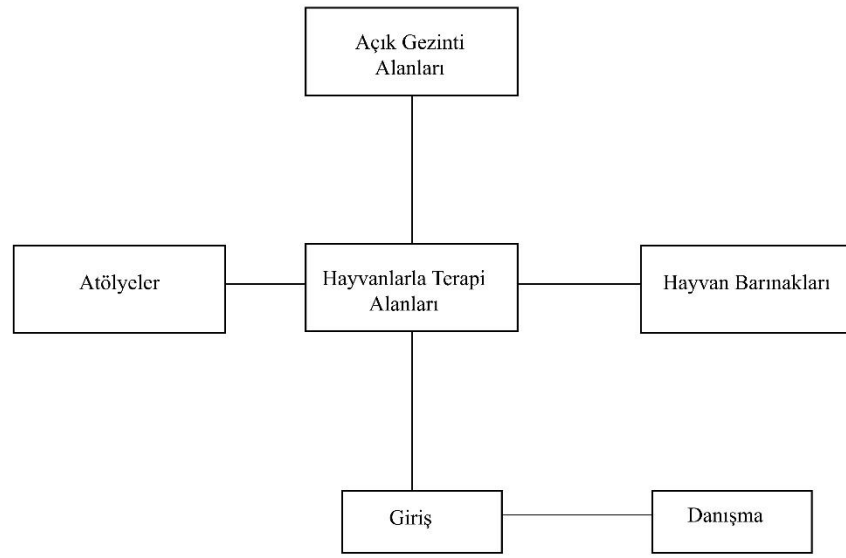 Açık Gezinti
Alanları
Atölyeler
Hayvanlarla Terapi
Alanları
Hayvan Barınakları
Giriş
Danışma